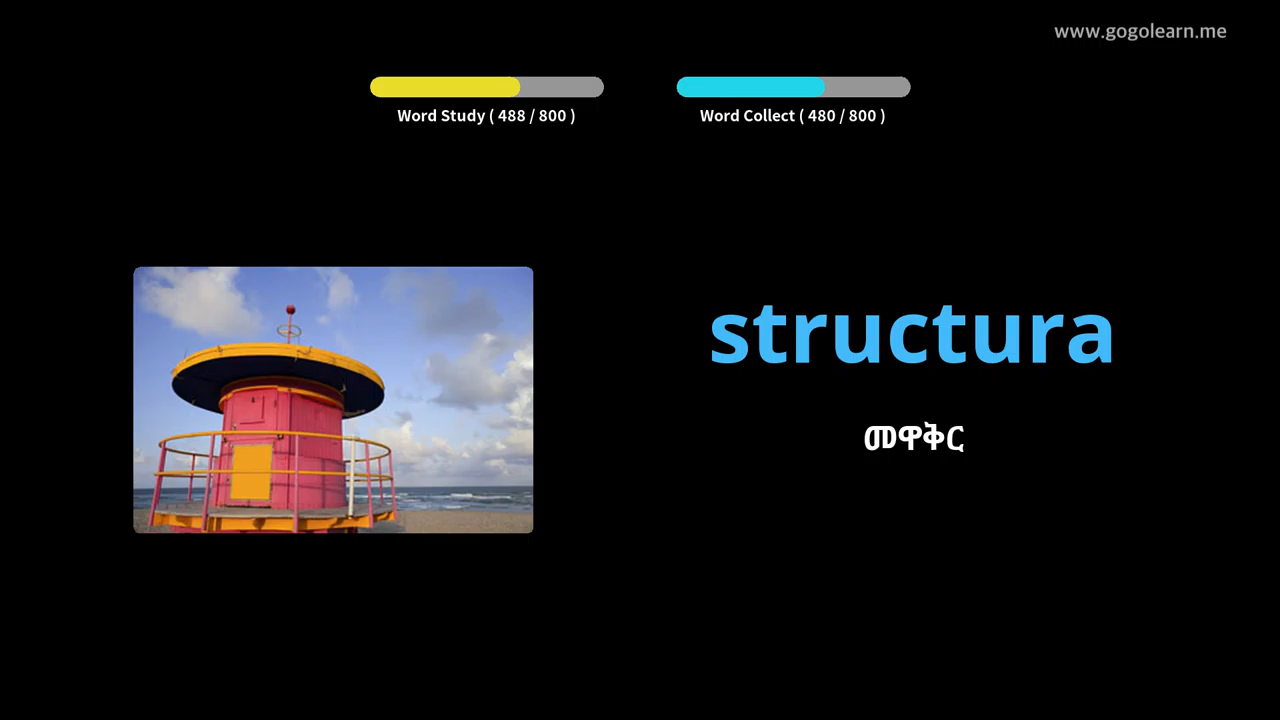 www.gogolearn.me
Word Study ( 488 / 800 )
Word Collect ( 480 / 800 )
structura
መዋቅር